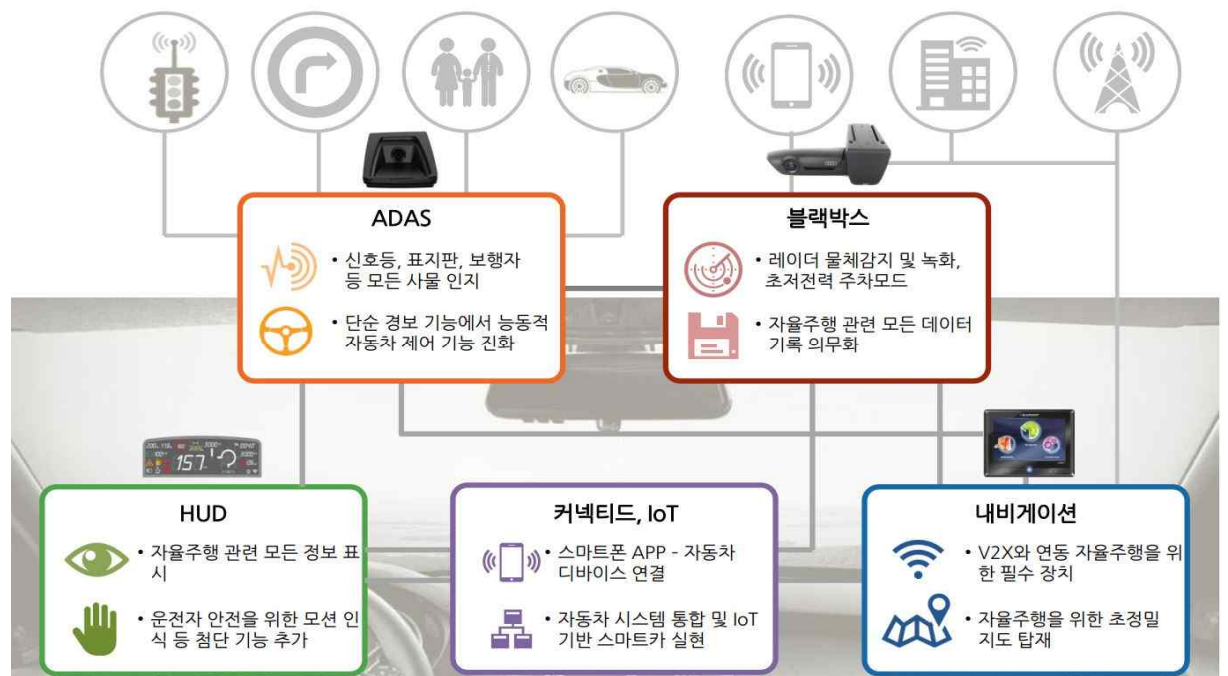 ADAS
• 신호등, 표지판, 보행자
등 모든 사물 인지
• 단순 경보 기능에서 능동적
자동차 제어 기능 진화
블랙박스
• 레이더 물체감지 및 녹화,
초저전력 주차모드
• 자율주행 관련 모든 데이터
기록 의무화
157
HUD
• 자율주행 관련 모든 정보 표
시
• 운전자 안전을 위한 모션 인
식 등 첨단 기능 추가
커넥티드, IoT
• 스마트폰 APP - 자동차
디바이스 연결
• 자동차 시스템 통합 및 IoT
기반 스마트카 실현
내비게이션
• V2X와 연동 자율주행을 위
한 필수 장치
• 자율주행을 위한 초정밀
지도 탑재